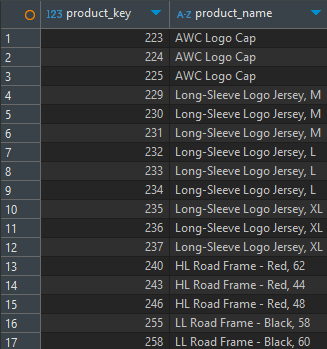 123 product_key A-Z product_name
1 223 AWC Logo Cap
2 224 AWC Logo Cap
3 225 AWC Logo Cap
4 229 Long-Sleeve Logo Jersey, M
5 230 Long-Sleeve Logo Jersey, M
6 231 Long-Sleeve Logo Jersey, M
7 232 Long-Sleeve Logo Jersey, L
8 233 Long-Sleeve Logo Jersey, L
9 234 Long-Sleeve Logo Jersey, L
10 235 Long-Sleeve Logo Jersey, XL
11 236 Long-Sleeve Logo Jersey, XL
12 237 Long-Sleeve Logo Jersey, XL
13 240 HL Road Frame - Red, 62
14 243 HL Road Frame - Red, 44
15 246 HL Road Frame - Red, 48
16 255 LL Road Frame - Black, 58
17 258 LL Road Frame - Black, 60